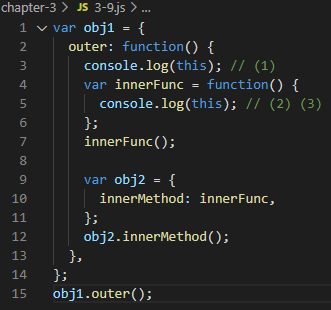 chapter-3 > JS 3-9.js > ...
1 var obj1 = {
2 outer: function() {
3 console.log(this); // (1)
4 var innerFunc = function() {
5 console.log(this); // (2) (3)
6 };
7 innerFunc();
8
9 var obj2 = {
10 innerMethod: innerFunc,
11 };
12 obj2.innerMethod();
13 },
14 };
15 obj1.outer();